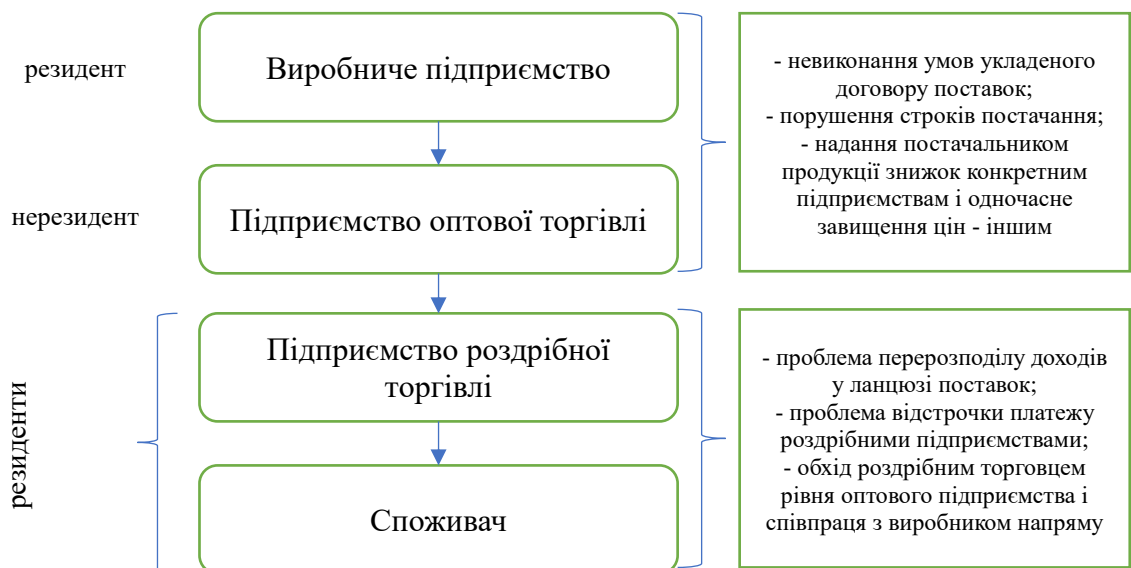 резидент
Виробниче підприємство
- невиконання умов укладеного
договору поставок;
- порушення строків постачання;
- надання постачальником
продукції знижок конкретним
підприємствам і одночасне
завищення цін - іншим
нерезидент
Підприємство оптової торгівлі
резиденти
Підприємство роздрібної
торгівлі
- проблема перерозподілу доходів
у ланцюзі поставок;
- проблема відстрочки платежу
роздрібними підприємствами;
- обхід роздрібним торговцем
рівня оптового підприємства і
співпраця з виробником напряму
Споживач